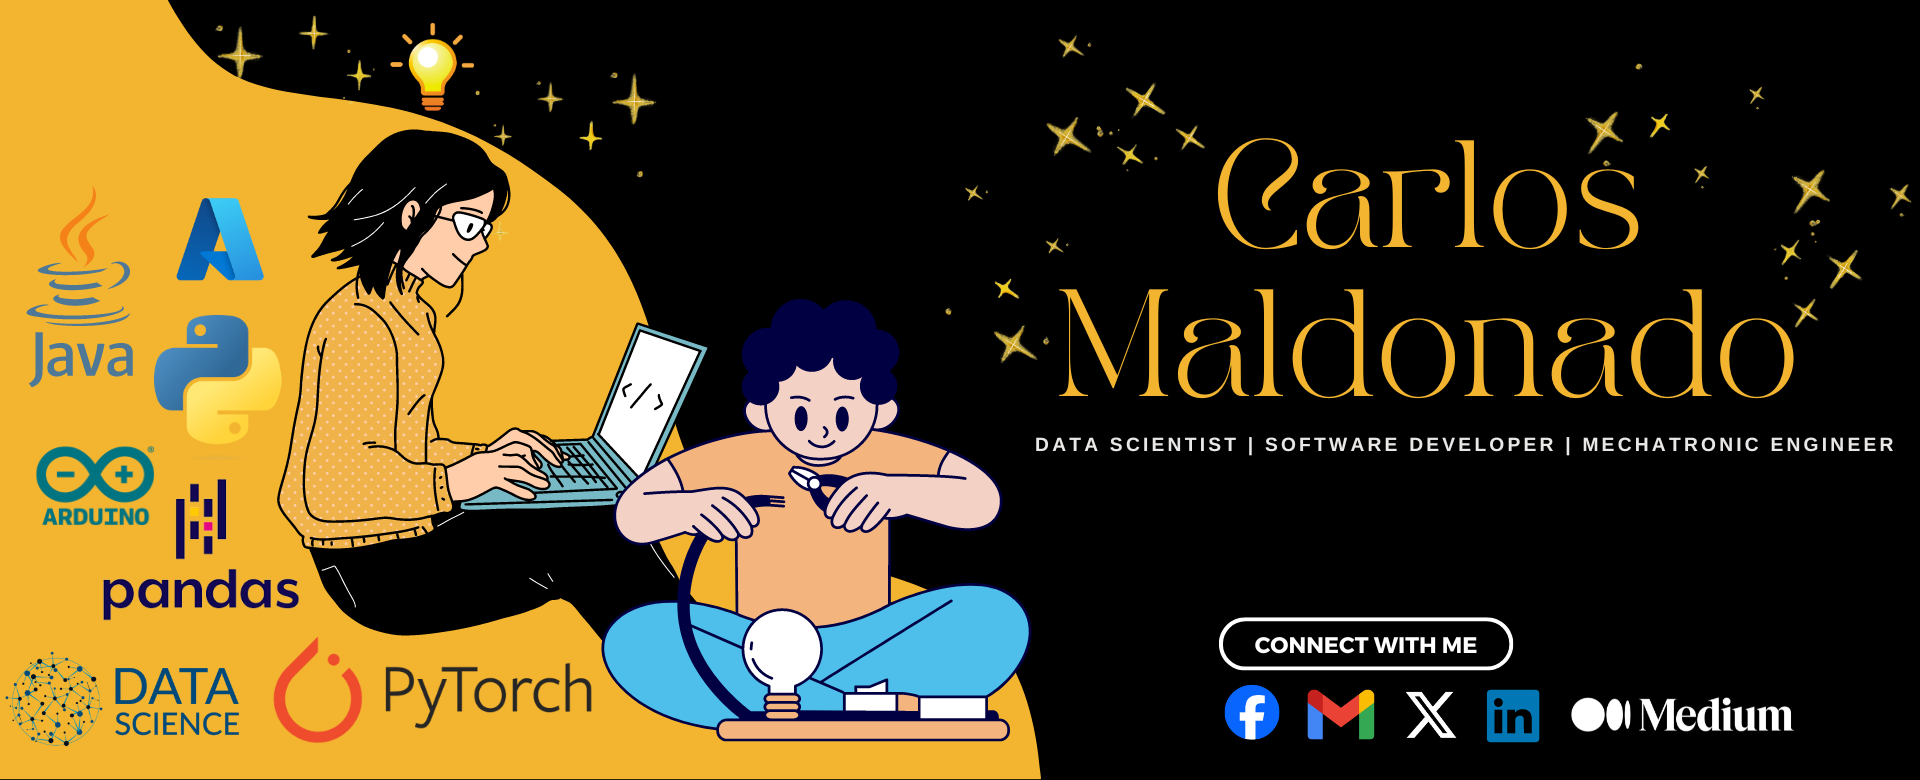 Carlos
Maldonado
DATA SCIENTIST | SOFTWARE DEVELOPER | MECHATRONIC ENGINEER
Java
</>
ARDUINO
pandas
DATA
SCIENCE
PyTorch
CONNECT WITH ME
f
X
in
Medium